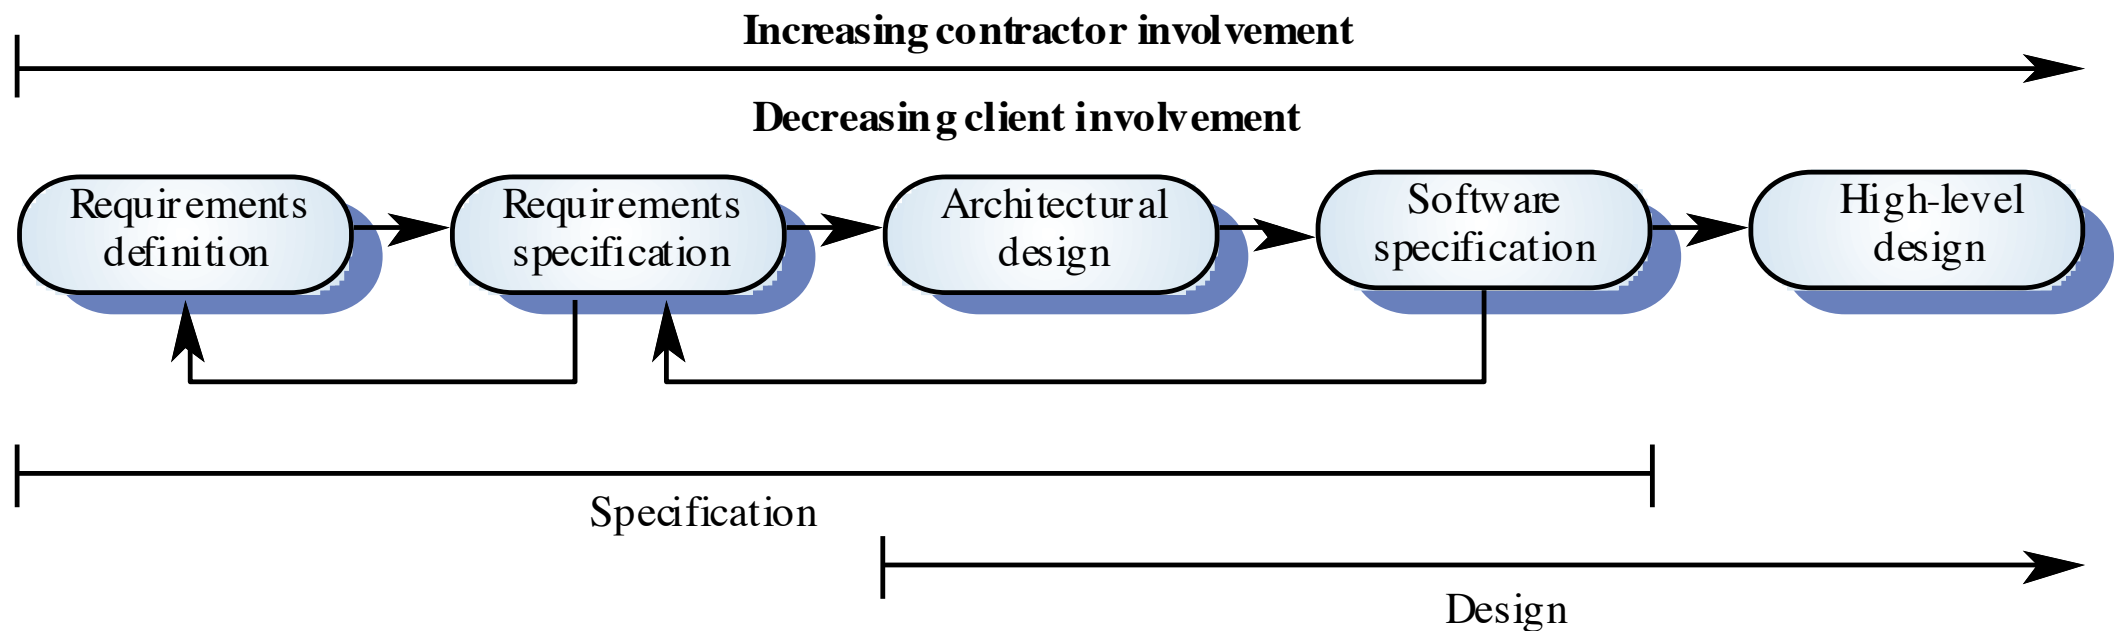 Increasing contractor involvement
Decreasing client involvement
Requirements
definition
Requirements
specification
Architectural
design
Software
specification
High-level
design
Specification
Design